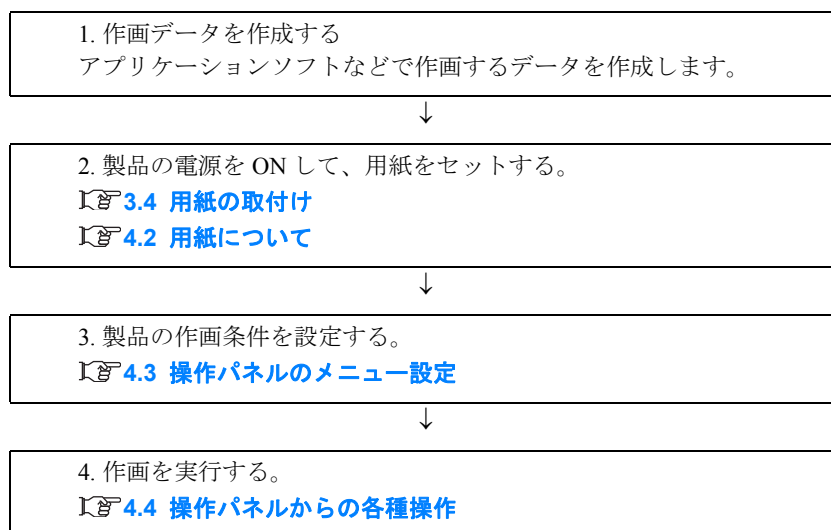 1. 作画データを作成する
アプリケーションソフトなどで作画するデータを作成します。
↓
2. 製品の電源を ON して、用紙をセットする。
3.4 用紙の取付け
4.2 用紙について
↓
3. 製品の作画条件を設定する。
4.3 操作パネルのメニュー設定
↓
4. 作画を実行する。
4.4 操作パネルからの各種操作